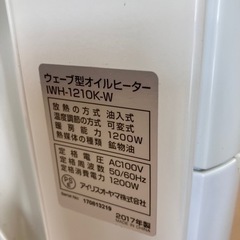 ウェーブ型オイルヒーター
IWH-1210K-W
放熱の方式 油入式
温度調節の方式 可変式
暖房能力 1200W
熱媒体の種類 鉱物油
定格電圧 AC100V
定格周波数 50/60Hz
定格消費電力 1200W
アイリスオーヤマ株式会社
2017年製